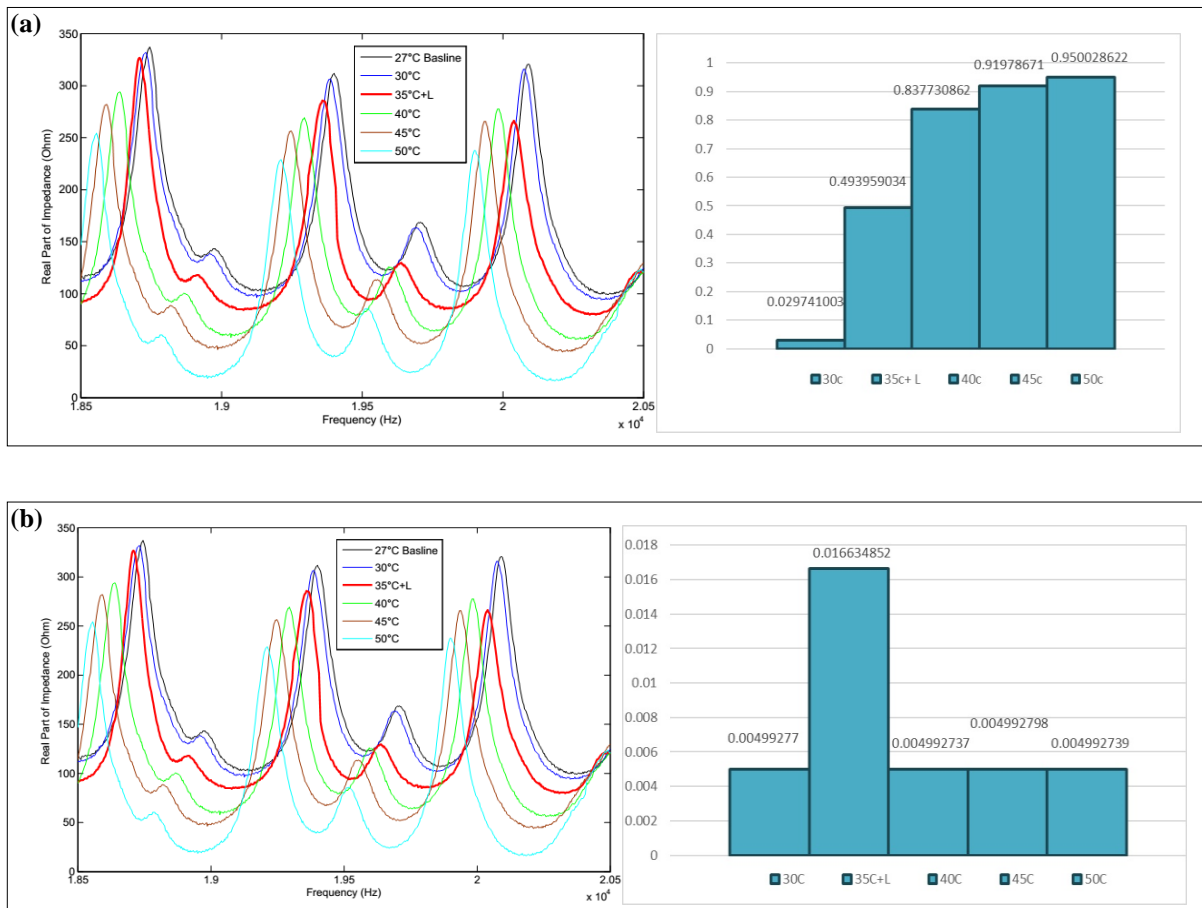 (a)
350
300
250
200
150
100
50
0
Real Part of Impedance (Ohm)
27°C Basline
30°C
35°C+L
40°C
45°C
50°C
1.85
1.9
1.95
2
2.05
Frequency (Hz)
x 10⁴
1
0.9
0.8
0.7
0.6
0.5
0.4
0.3
0.2
0.1
0
0.029741003
0.493959034
0.837730862
0.91978671
0.950028622
30c
35c+ L
40c
45c
50c
(b)
350
300
250
200
150
100
50
0
Real Part of Impedance (Ohm)
27°C Basline
30°C
35°C+L
40°C
45°C
50°C
1.85
1.9
1.95
2
2.05
Frequency (Hz)
x 10⁴
0.018
0.016
0.014
0.012
0.01
0.008
0.006
0.004
0.002
0
0.00499277
0.016634852
0.004992737
0.004992798
0.004992739
30C
35C+L
40C
45C
50C